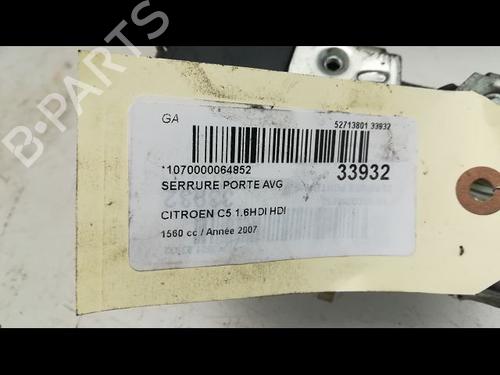 B-PARTS
GA
52713801 33932
*1070000064852
33932
SERRURE PORTE AVG
CITROEN C5 1.6HDI HDI
1560 cc / Année 2007